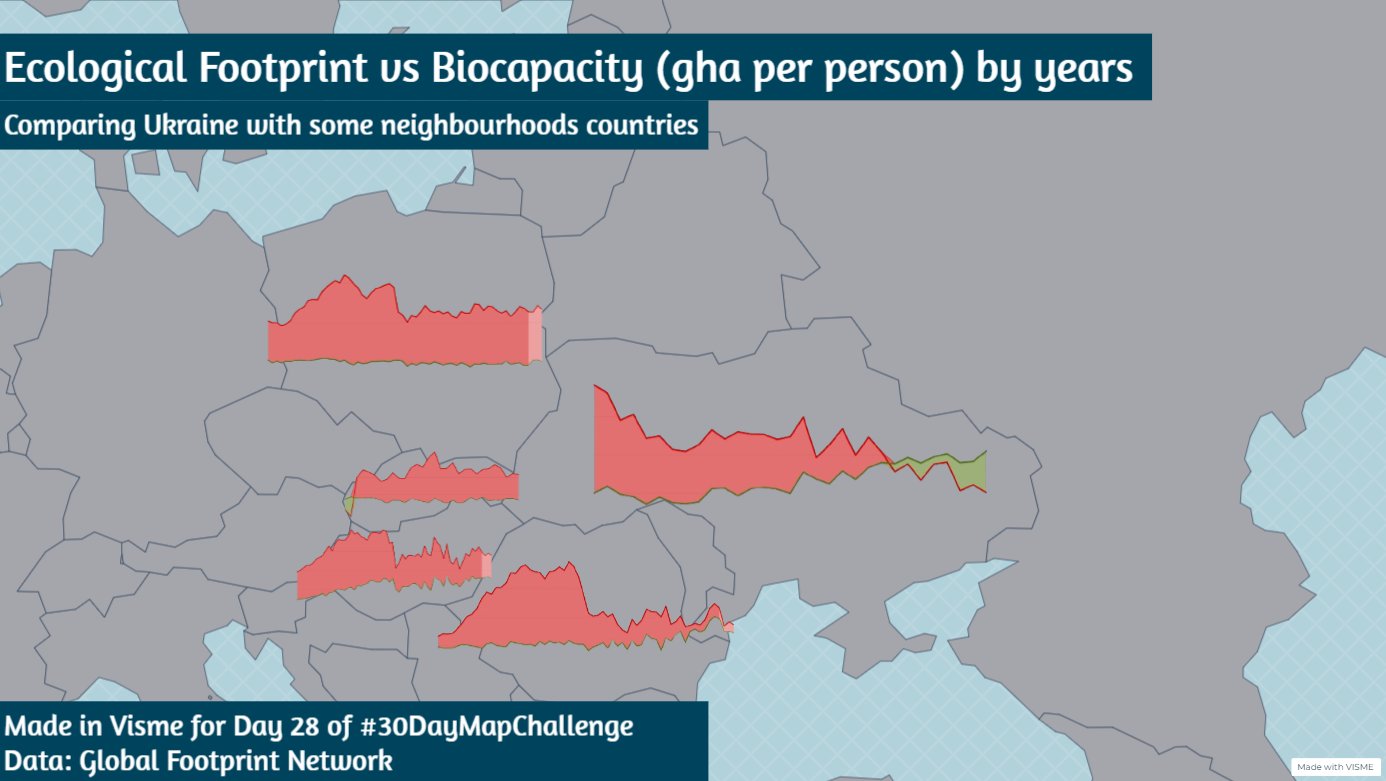 Ecological Footprint vs Biocapacity (gha per person) by years
Comparing Ukraine with some neighbourhoods countries
Made in Visme for Day 28 of #30DayMapChallenge
Data: Global Footprint Network
Made with VISME